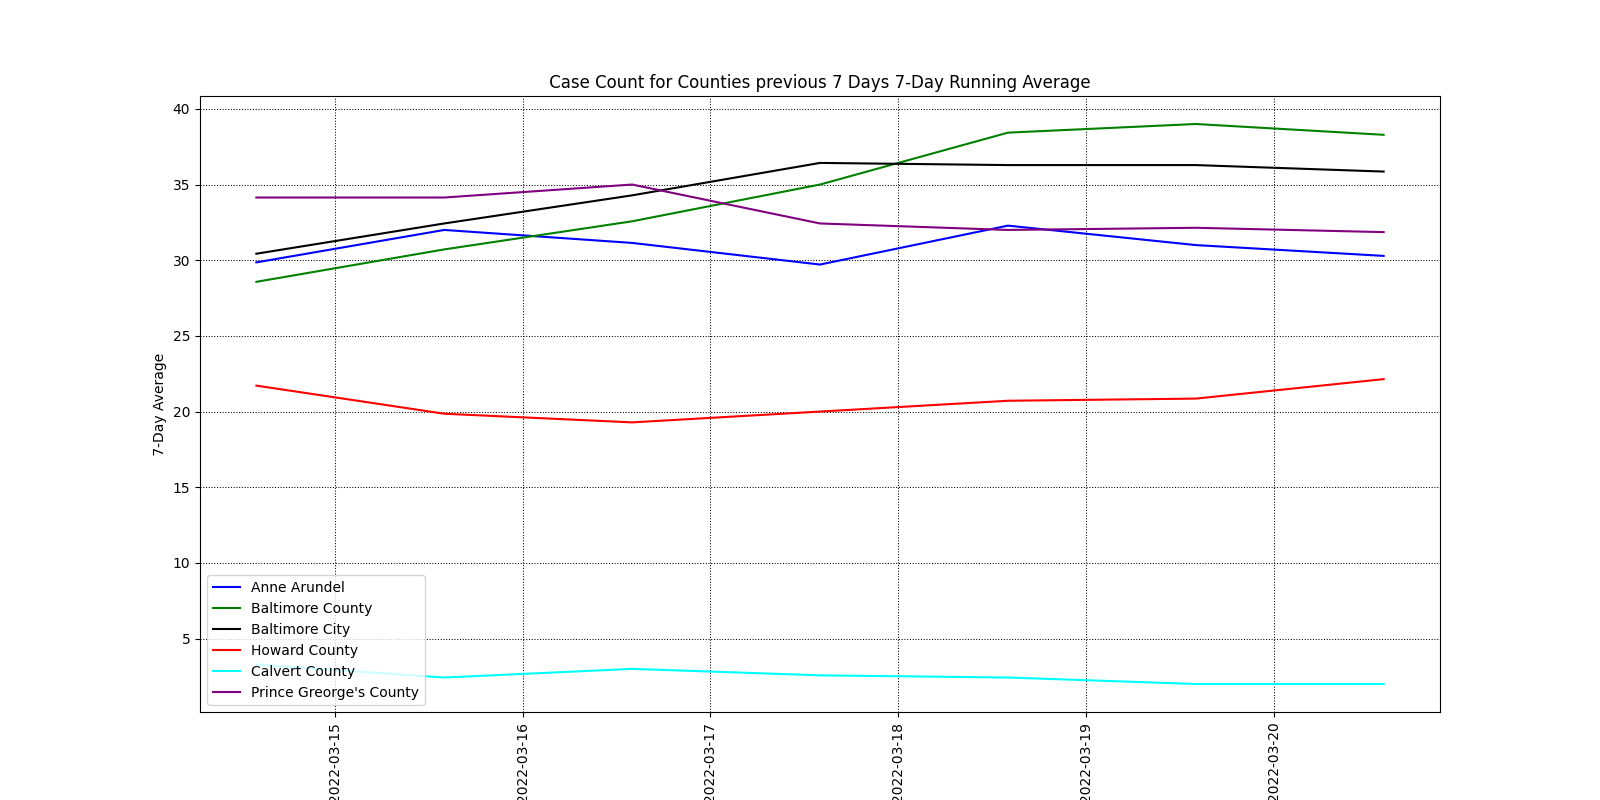 Case Count for Counties previous 7 Days 7-Day Running Average
40
35
30
25
20
15
10
5
7-Day Average
Anne Arundel
Baltimore County
Baltimore City
Howard County
Calvert County
Prince Greorge's County
2022-03-15
2022-03-16
2022-03-17
2022-03-18
2022-03-19
2022-03-20